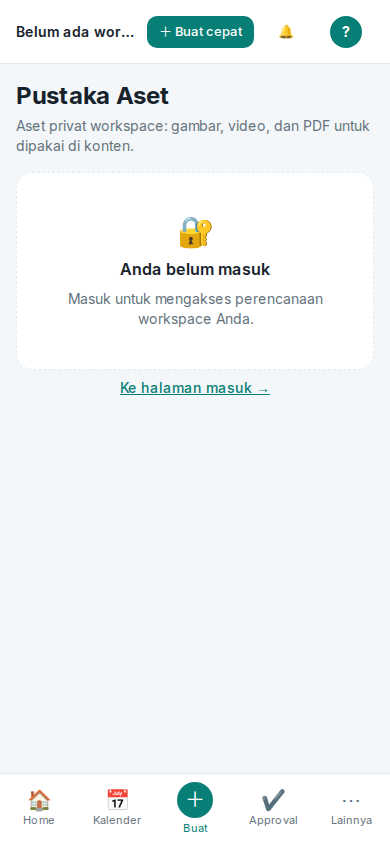 Belum ada wor...
+ Buat cepat
?
Pustaka Aset
Aset privat workspace: gambar, video, dan PDF untuk
dipakai di konten.
Anda belum masuk
Masuk untuk mengakses perencanaan
workspace Anda.
Ke halaman masuk →
Home
Kalender
Buat
Approval
Lainnya